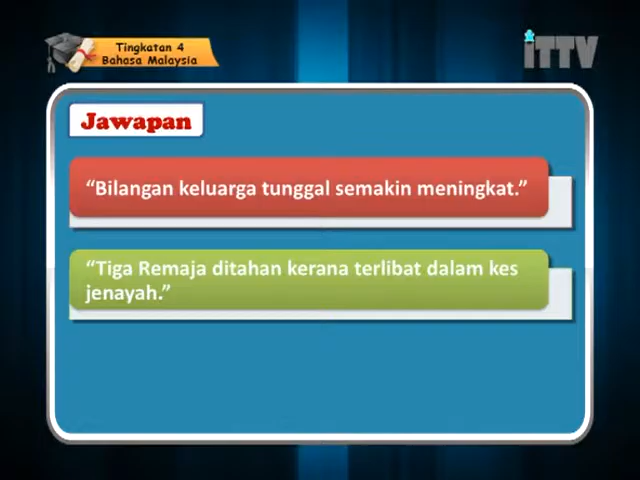 Tingkatan 4
Bahasa Malaysia
iTTV
Jawapan
“Bilangan keluarga tunggal semakin meningkat.”
“Tiga Remaja ditahan kerana terlibat dalam kes
jenayah.”